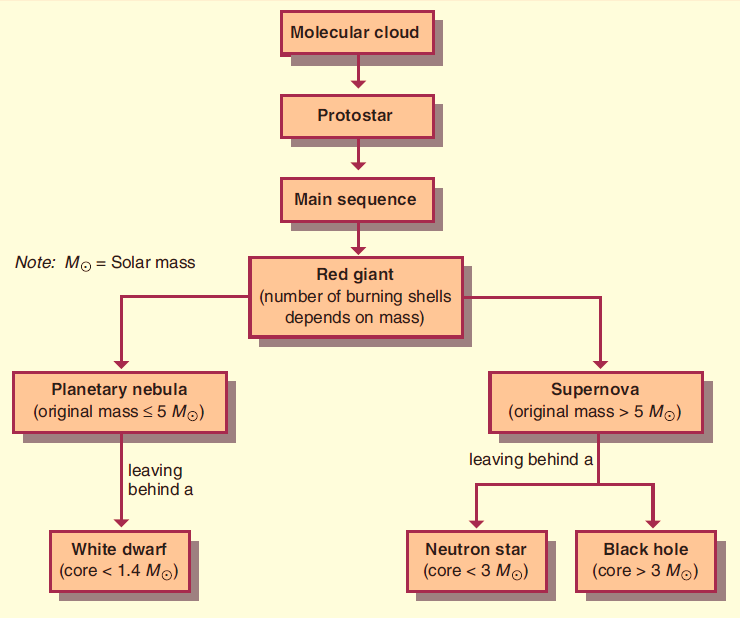 Molecular cloud
Protostar
Main sequence
Note: M☉ = Solar mass
Red giant
(number of burning shells
depends on mass)
Planetary nebula
(original mass ≤ 5 M☉)
Supernova
(original mass > 5 M☉)
leaving
behind a
leaving behind a
White dwarf
(core < 1.4 M☉)
Neutron star
(core < 3 M☉)
Black hole
(core > 3 M☉)